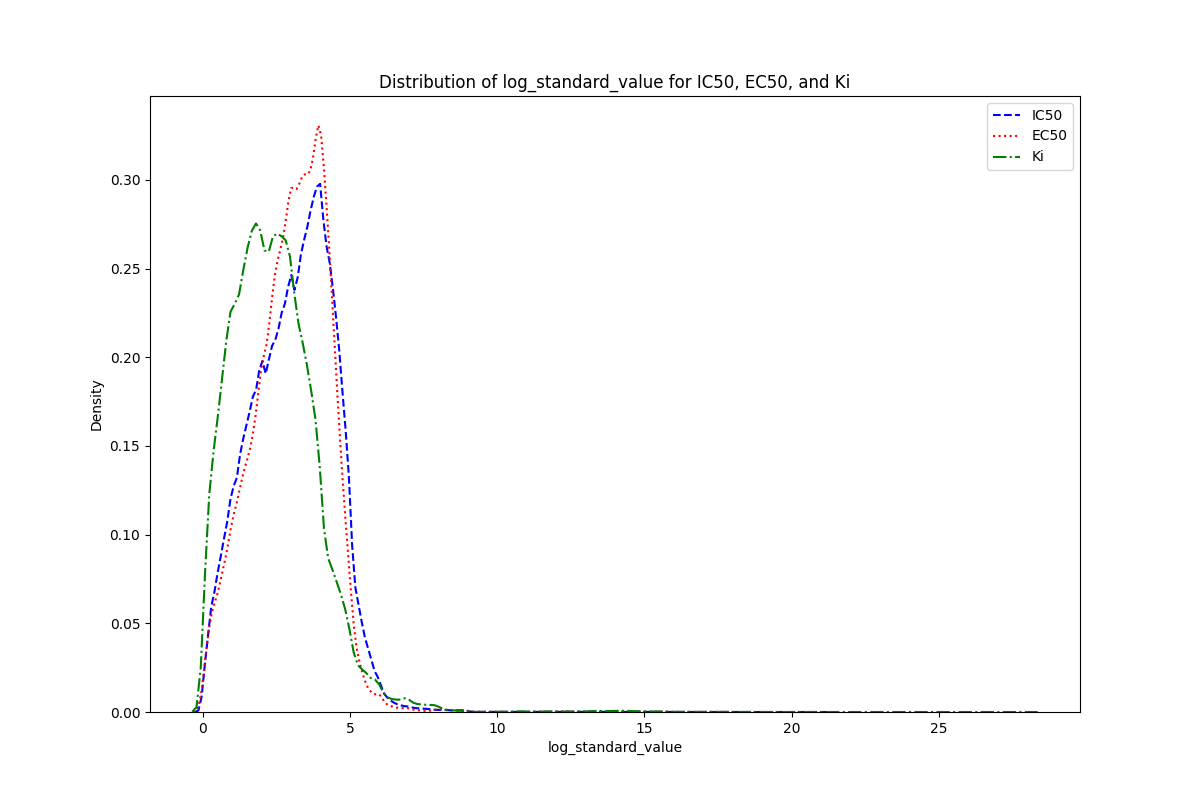 Distribution of log_standard_value for IC50, EC50, and Ki
IC50
EC50
Ki
0.30
0.25
0.20
0.15
0.10
0.05
0.00
Density
0 5 10 15 20 25
log_standard_value